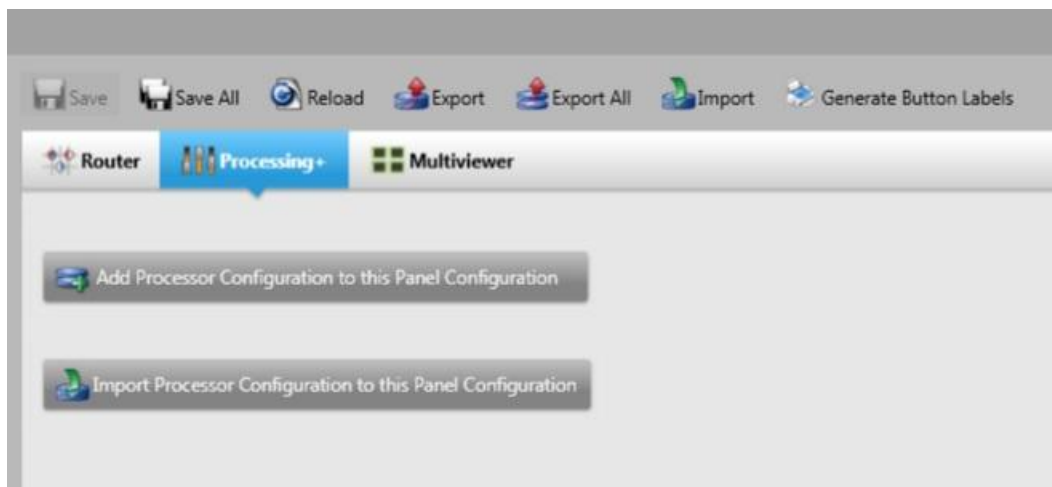 Save Save All Reload Export Export All Import Generate Button Labels
Router Processing+ Multiviewer
Add Processor Configuration to this Panel Configuration
Import Processor Configuration to this Panel Configuration